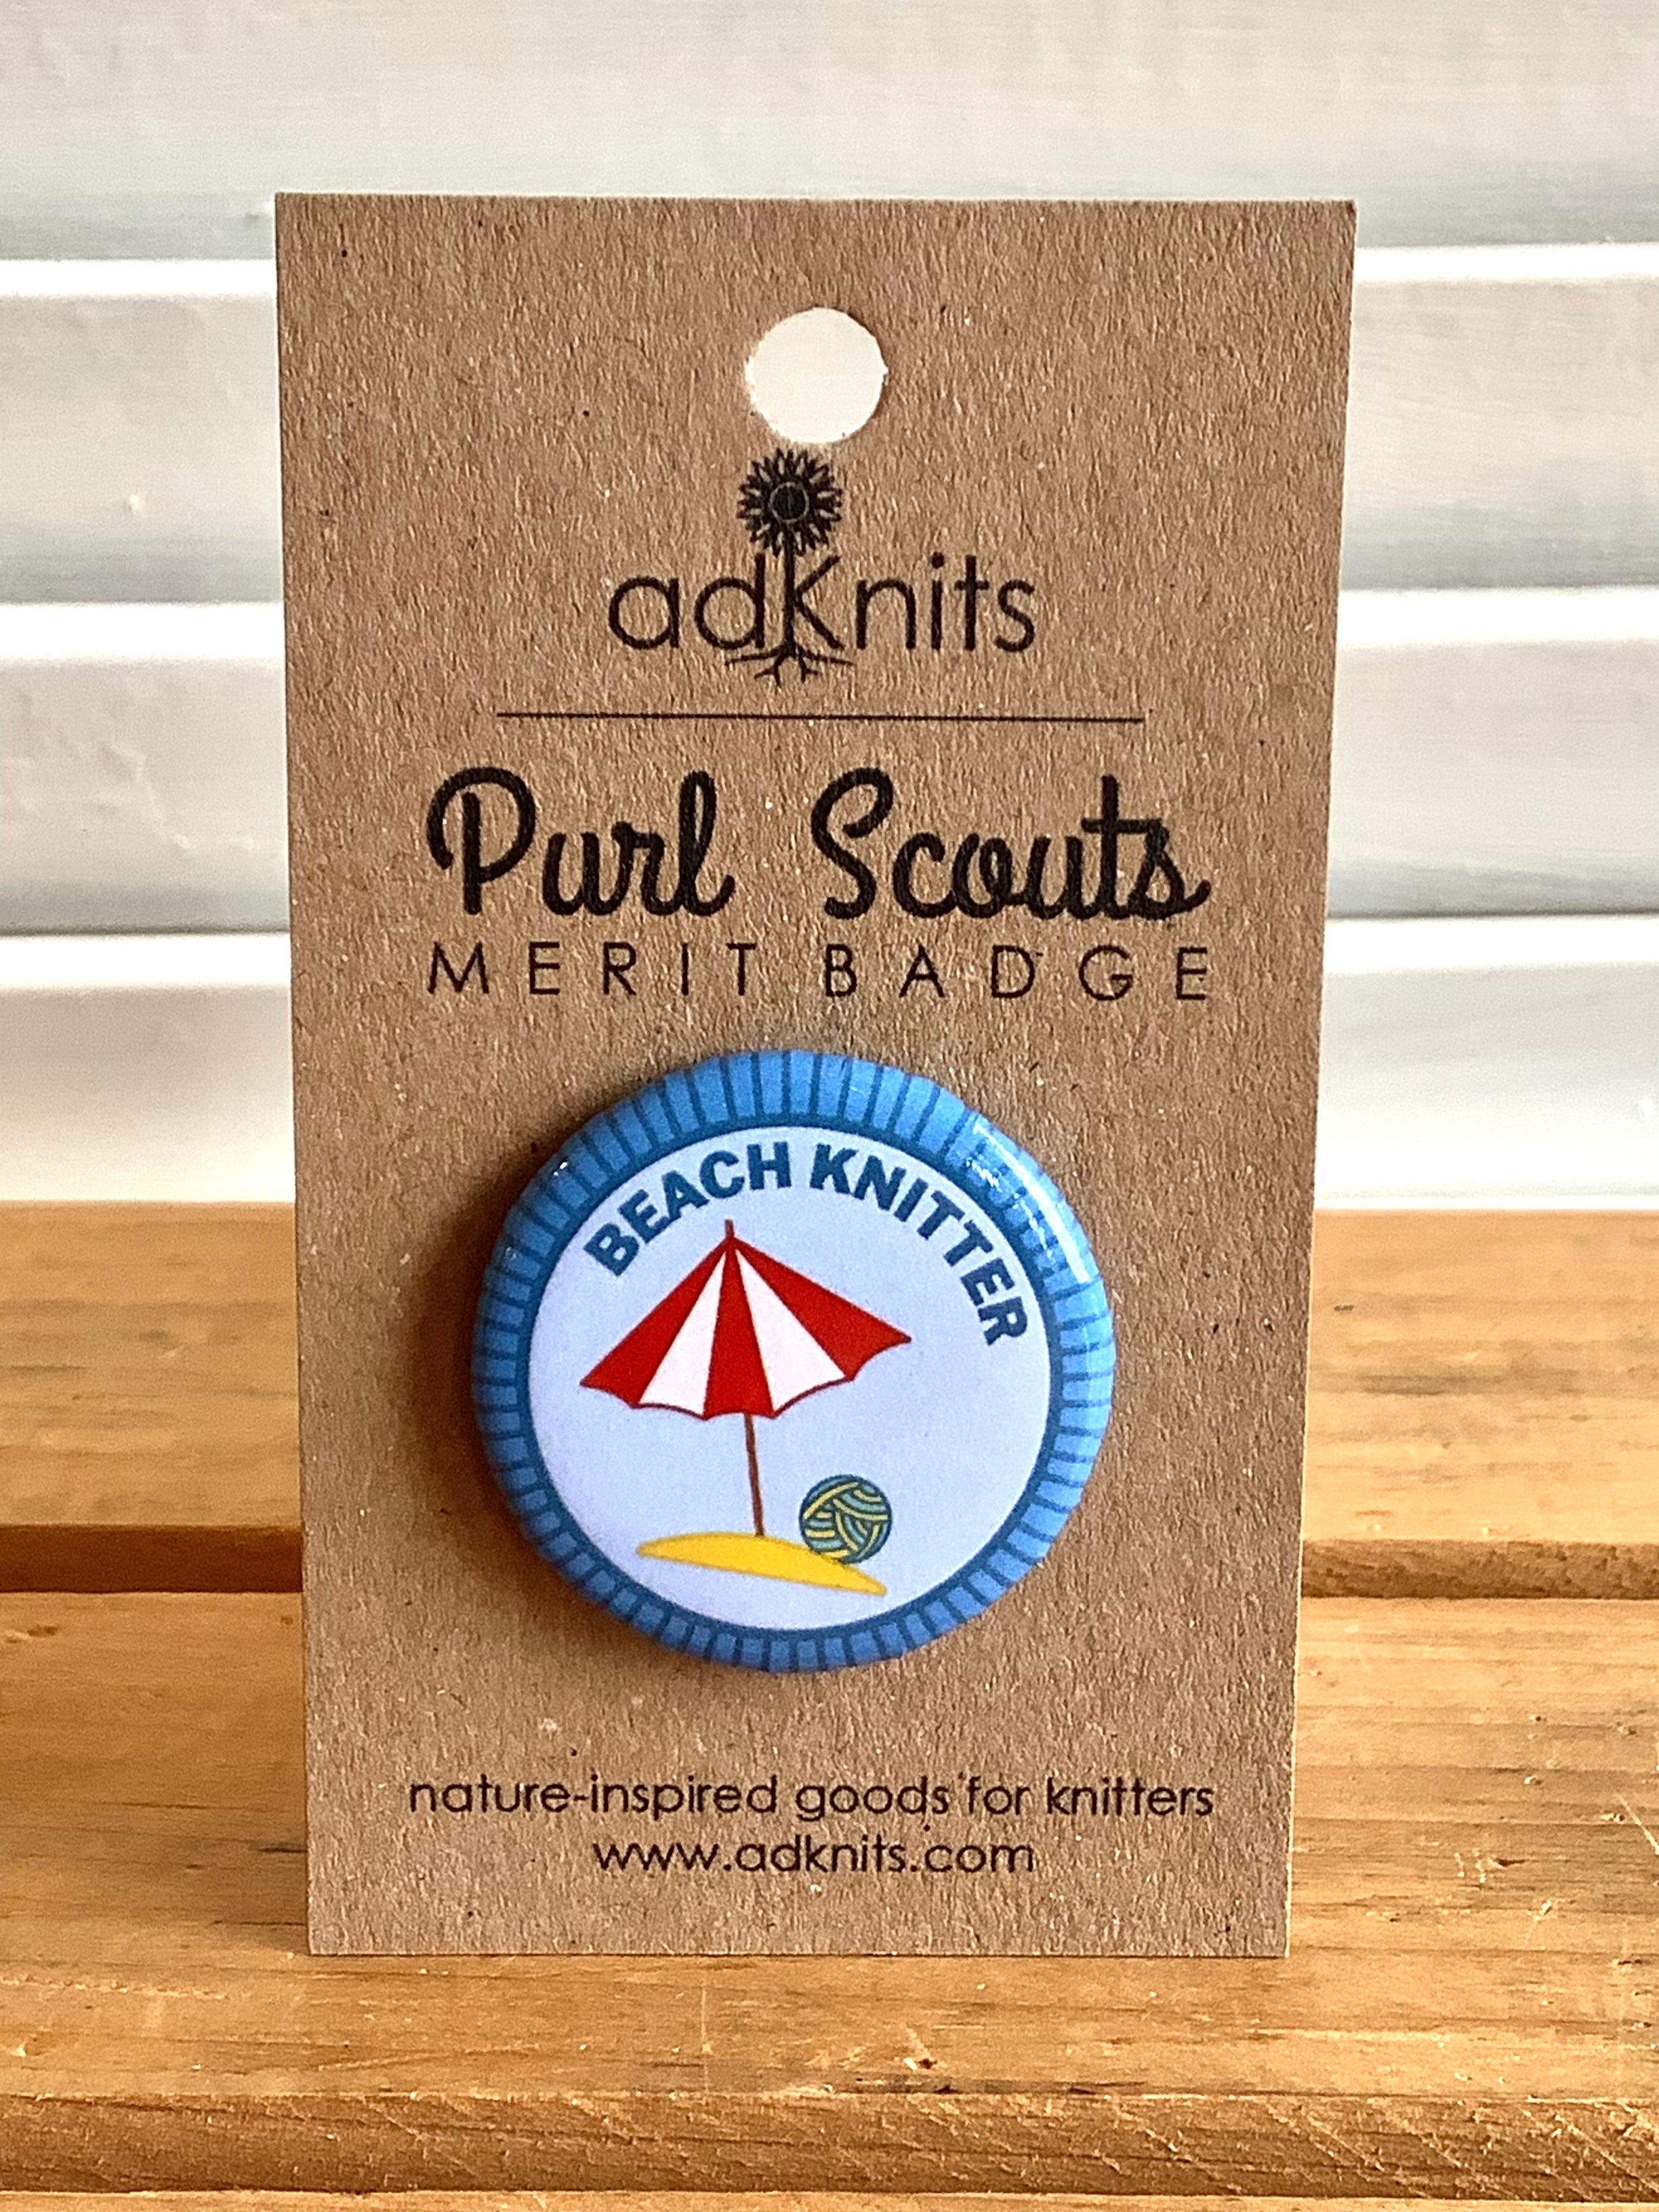 adKnits
Purl Scouts
MERIT BADGE
BEACH KNITTER
nature-inspired goods for knitters
www.adknits.com